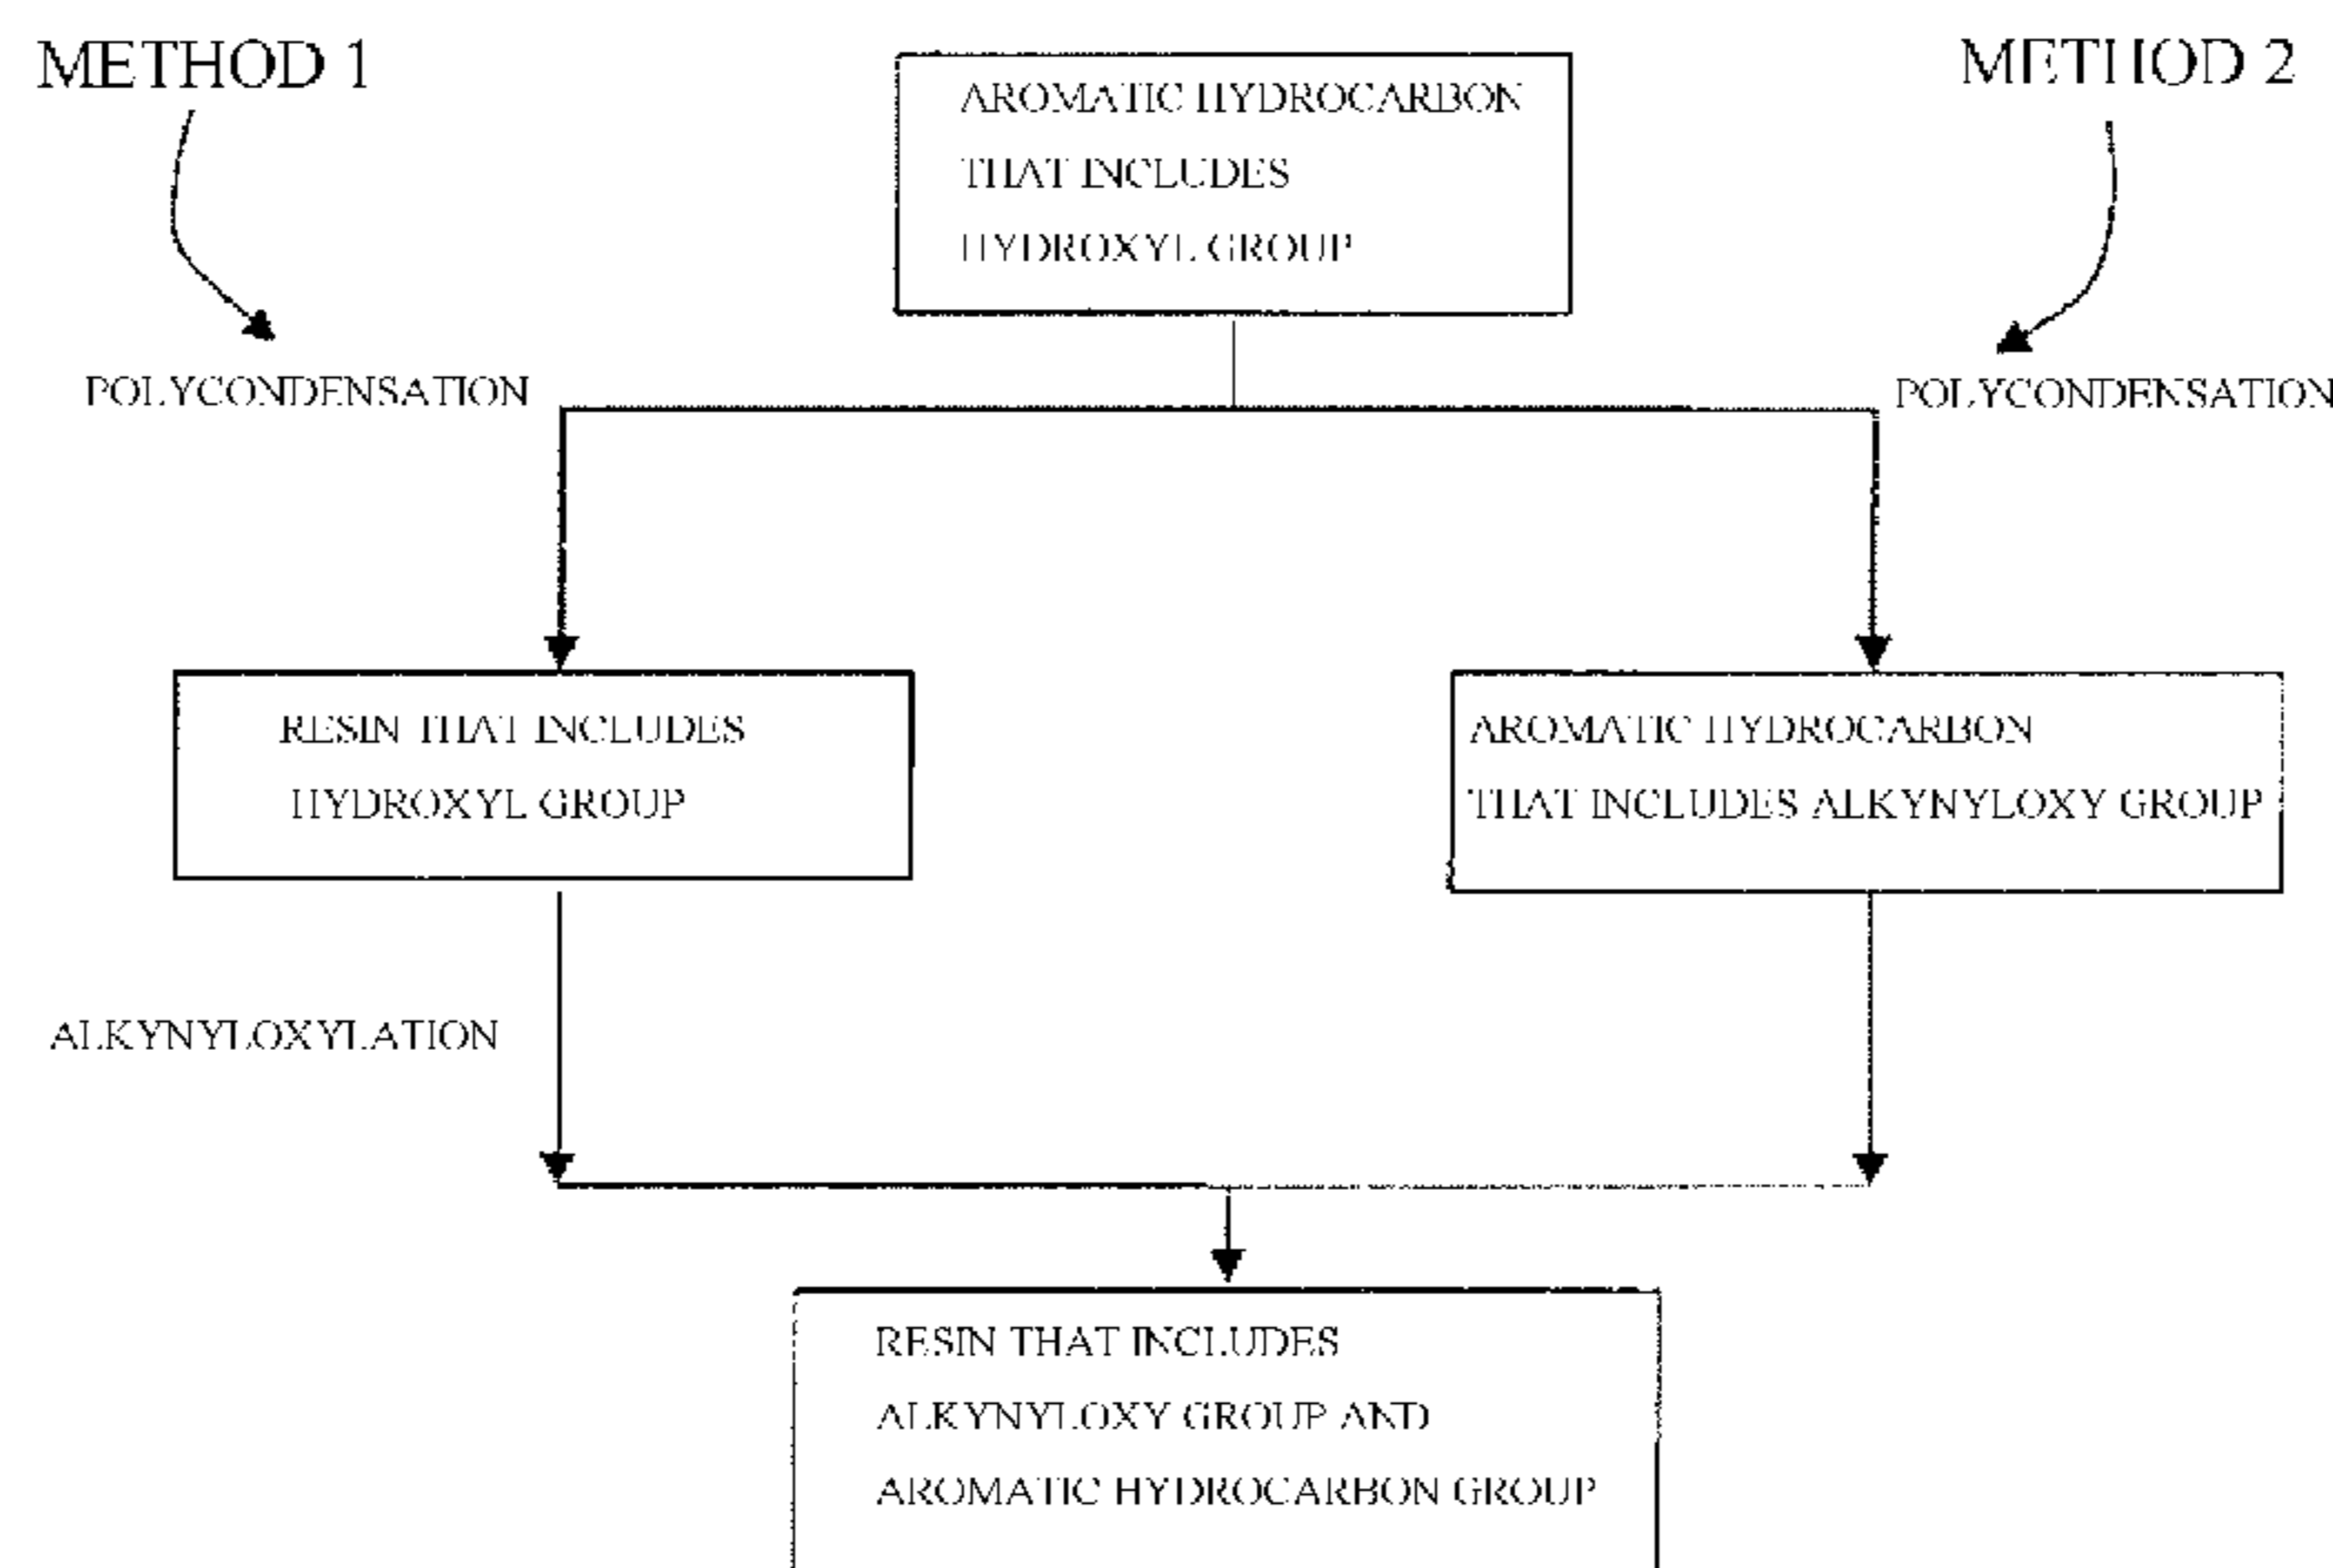 METHOD 1
METHOD 2
AROMATIC HYDROCARBON
THAT INCLUDES
HYDROXYL GROUP
POLYCONDENSATION
POLYCONDENSATION
RESIN THAT INCLUDES
HYDROXYL GROUP
AROMATIC HYDROCARBON
THAT INCLUDES ALKYNYLOXY GROUP
ALKYNYLOXYLATION
RESIN THAT INCLUDES
ALKYNYLOXY GROUP AND
AROMATIC HYDROCARBON GROUP